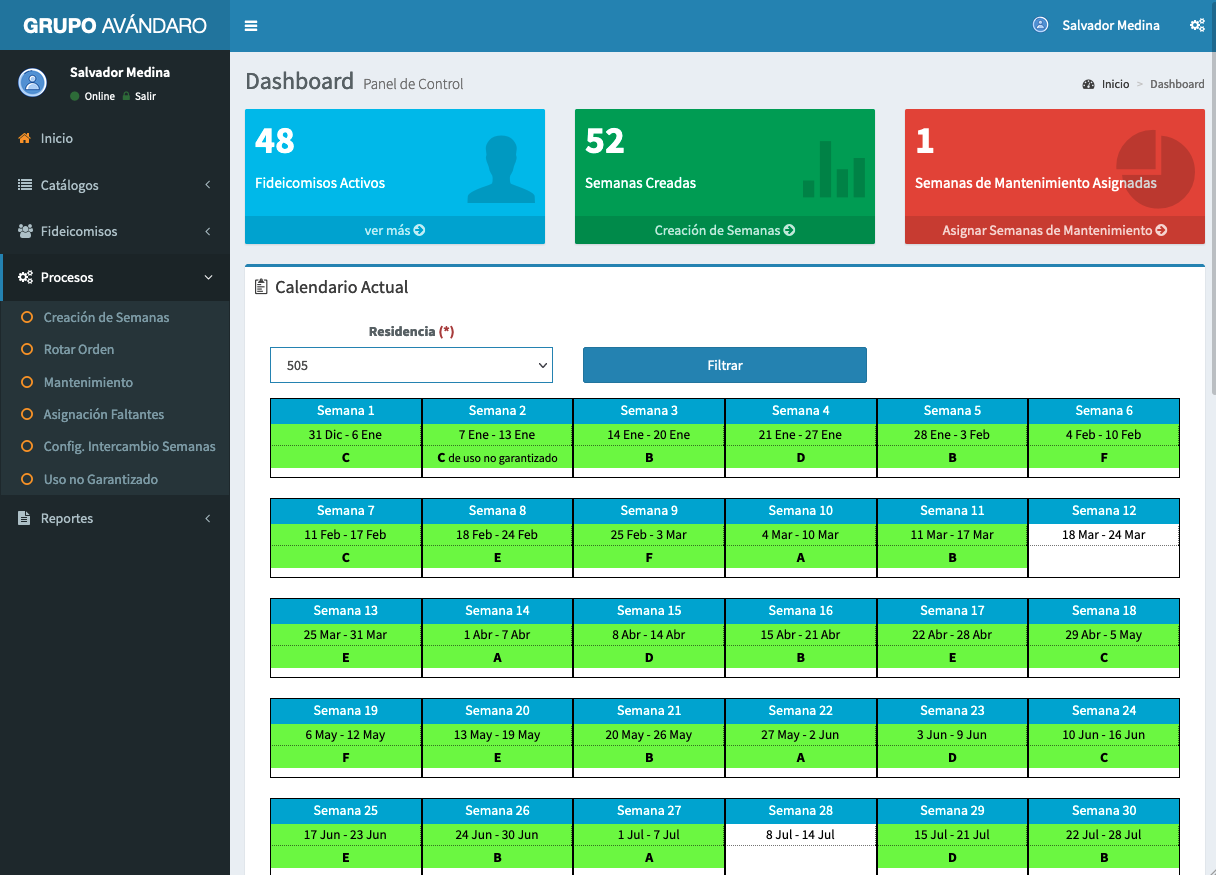 GRUPO AVÁNDARO
Salvador Medina
Salvador Medina
Online Salir
Inicio
Catálogos
Fideicomisos
Procesos
Creación de Semanas
Rotar Orden
Mantenimiento
Asignación Faltantes
Config. Intercambio Semanas
Uso no Garantizado
Reportes
Dashboard Panel de Control
Inicio > Dashboard
48
Fideicomisos Activos
ver más
52
Semanas Creadas
Creación de Semanas
1
Semanas de Mantenimiento Asignadas
Asignar Semanas de Mantenimiento
Calendario Actual
Residencia (*)
505
Filtrar
Semana 1 Semana 2 Semana 3 Semana 4 Semana 5 Semana 6
31 Dic - 6 Ene 7 Ene - 13 Ene 14 Ene - 20 Ene 21 Ene - 27 Ene 28 Ene - 3 Feb 4 Feb - 10 Feb
C C de uso no garantizado B D B F
Semana 7 Semana 8 Semana 9 Semana 10 Semana 11 Semana 12
11 Feb - 17 Feb 18 Feb - 24 Feb 25 Feb - 3 Mar 4 Mar - 10 Mar 11 Mar - 17 Mar 18 Mar - 24 Mar
C E F A B
Semana 13 Semana 14 Semana 15 Semana 16 Semana 17 Semana 18
25 Mar - 31 Mar 1 Abr - 7 Abr 8 Abr - 14 Abr 15 Abr - 21 Abr 22 Abr - 28 Abr 29 Abr - 5 May
E A D B E C
Semana 19 Semana 20 Semana 21 Semana 22 Semana 23 Semana 24
6 May - 12 May 13 May - 19 May 20 May - 26 May 27 May - 2 Jun 3 Jun - 9 Jun 10 Jun - 16 Jun
F E B A D C
Semana 25 Semana 26 Semana 27 Semana 28 Semana 29 Semana 30
17 Jun - 23 Jun 24 Jun - 30 Jun 1 Jul - 7 Jul 8 Jul - 14 Jul 15 Jul - 21 Jul 22 Jul - 28 Jul
E B A D B